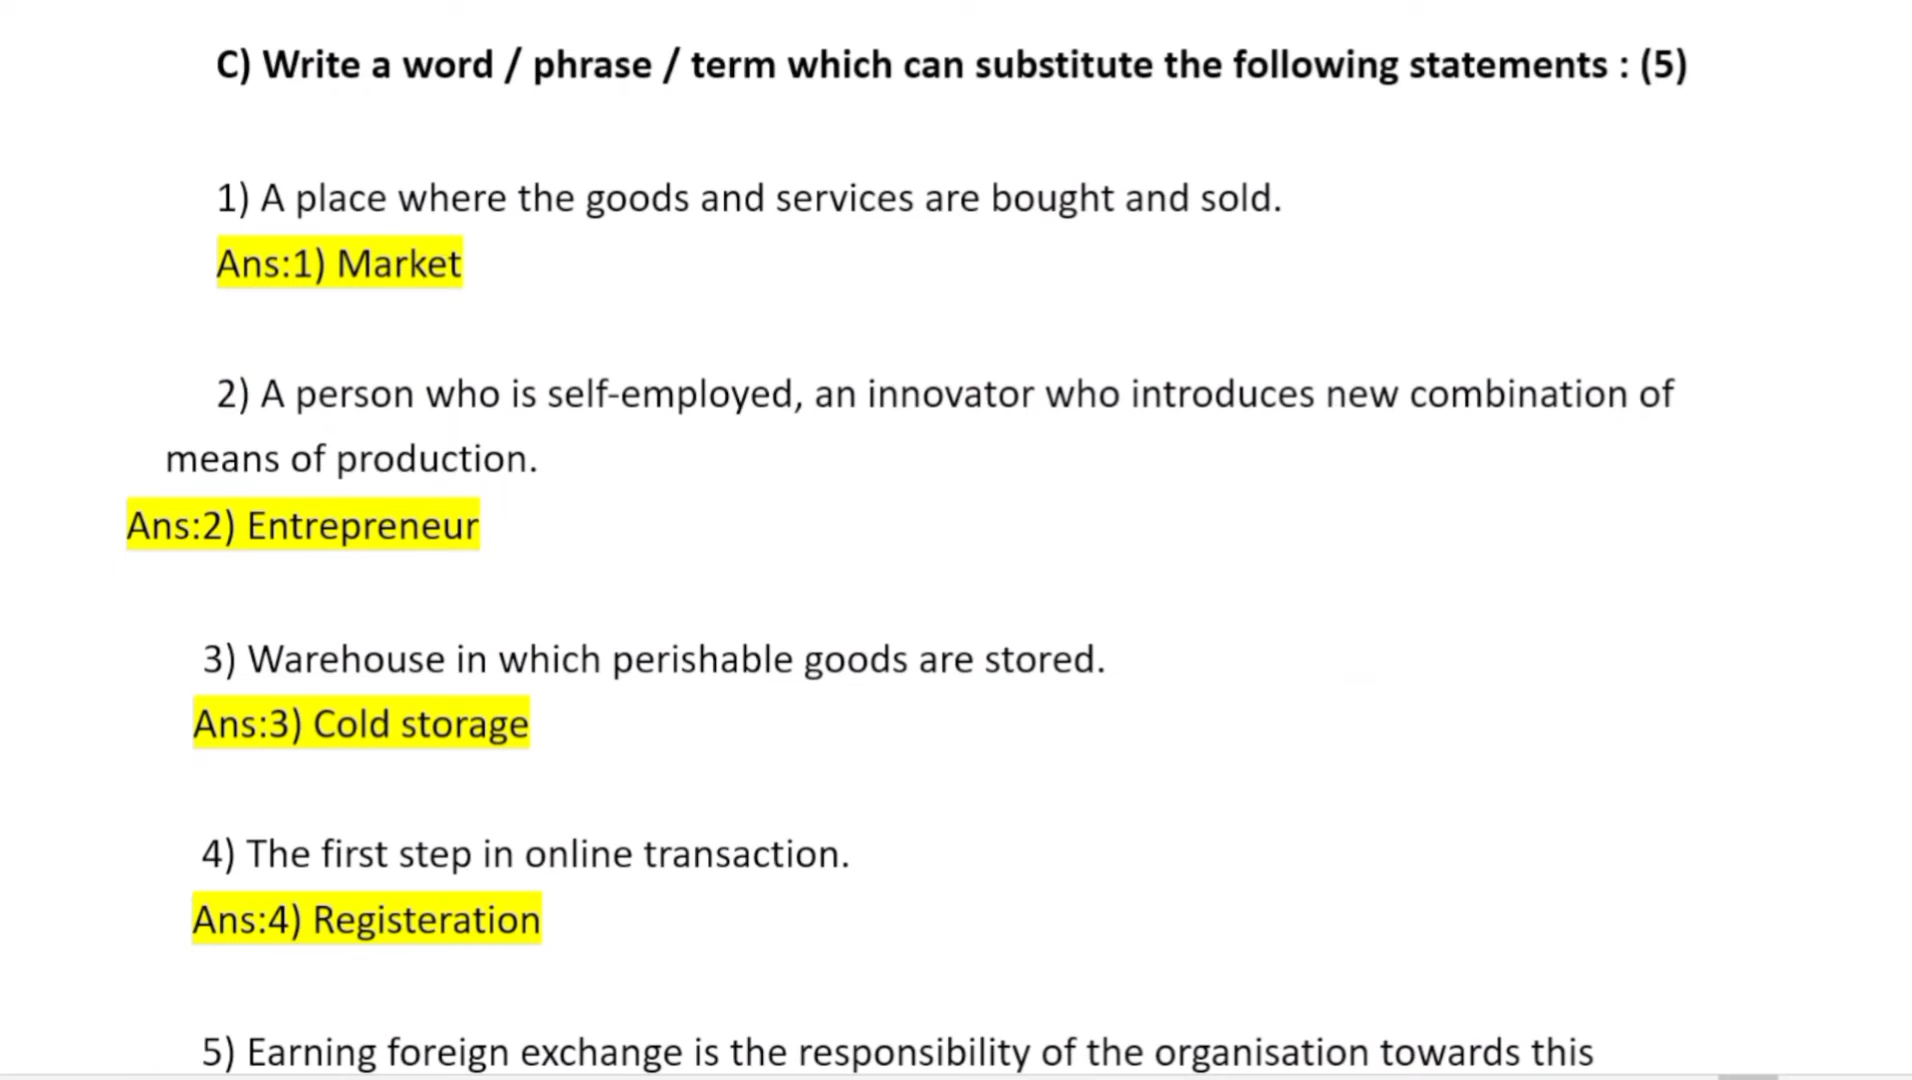 C) Write a word / phrase / term which can substitute the following statements : (5)
1) A place where the goods and services are bought and sold.
Ans:1) Market
2) A person who is self-employed, an innovator who introduces new combination of
means of production.
Ans:2) Entrepreneur
3) Warehouse in which perishable goods are stored.
Ans:3) Cold storage
4) The first step in online transaction.
Ans:4) Registeration
5) Earning foreign exchange is the responsibility of the organisation towards this